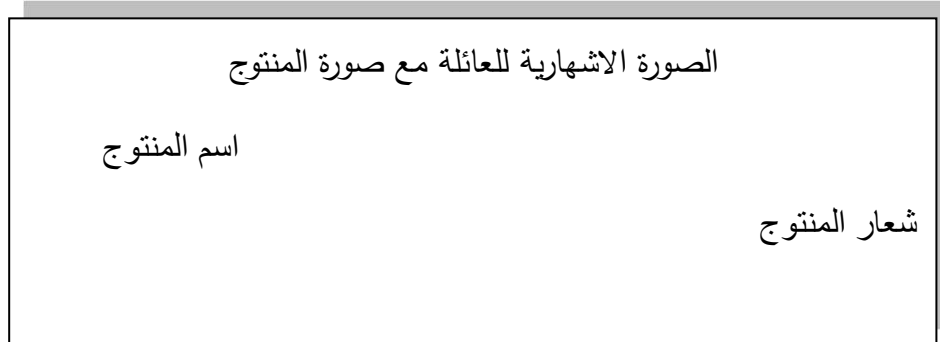 الصورة الاشهارية للعائلة مع صورة المنتوج
اسم المنتوج
شعار المنتوج